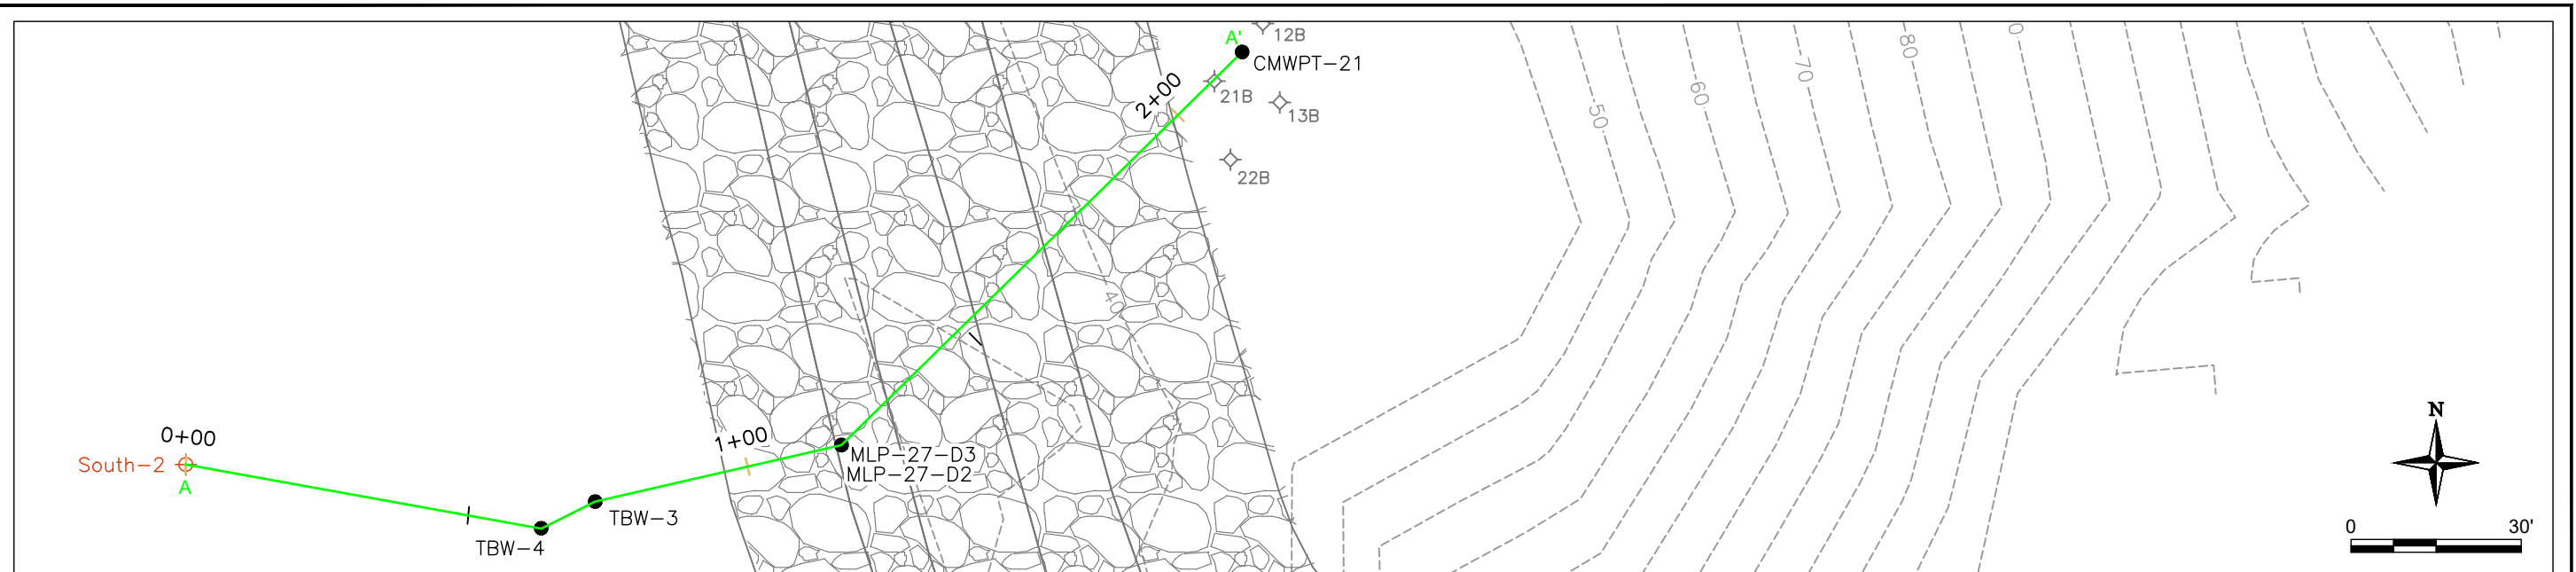 A'
12B
CMWPT-21
2+00
21B
13B
22B
50
60
70
80
0
40
0+00
South-2
A
1+00
MLP-27-D3
MLP-27-D2
TBW-3
TBW-4
N
0 30'